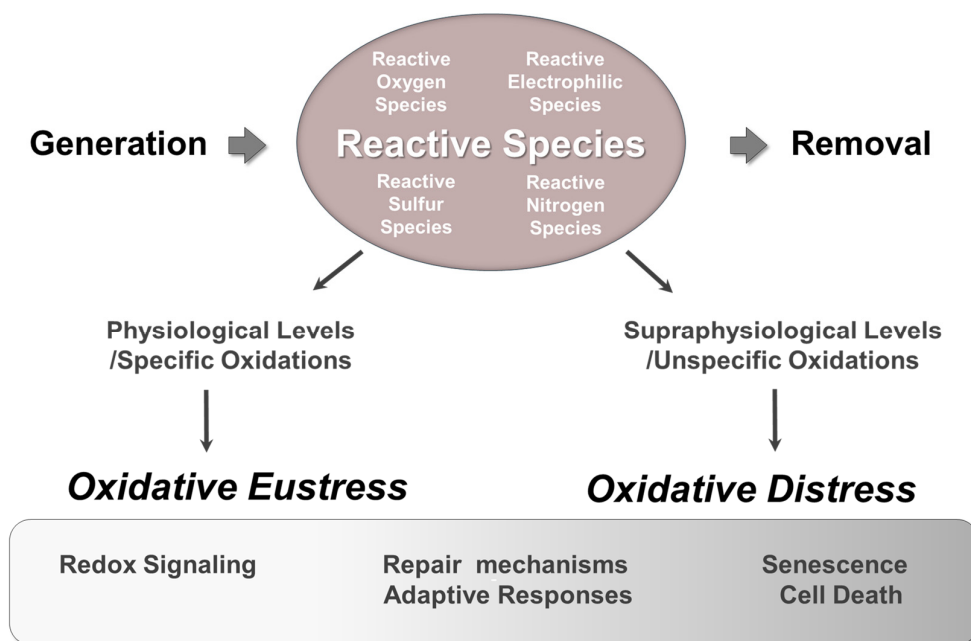 Reactive
Oxygen
Species
Reactive
Electrophilic
Species
Generation
Reactive Species
Removal
Reactive
Sulfur
Species
Reactive
Nitrogen
Species
Physiological Levels
/Specific Oxidations
Supraphysiological Levels
/Unspecific Oxidations
Oxidative Eustress
Oxidative Distress
Redox Signaling
Repair mechanisms
Adaptive Responses
Senescence
Cell Death